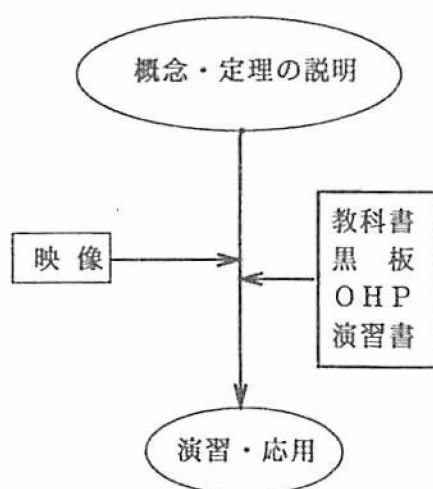 概念・定理の説明
映像
教科書
黒板
OHP
演習書
演習・応用